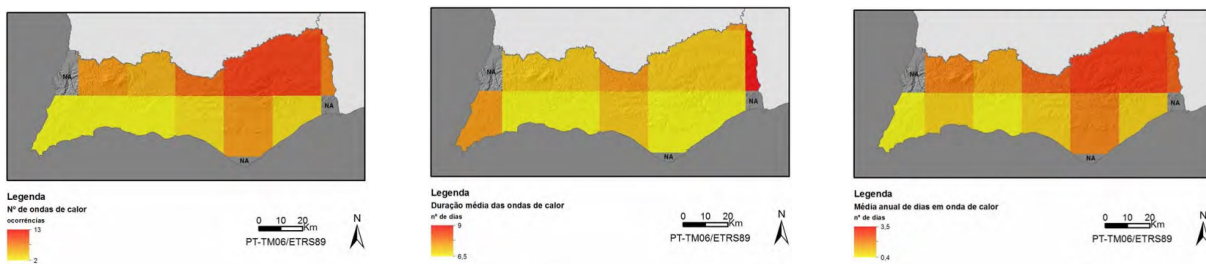 NA
NA
NA
Legenda
Nº de ondas de calor
ocorrências
13
2
0 10 20
Km
PT-TM06/ETRS89
N
NA
NA
NA
Legenda
Duração média das ondas de calor
nº de dias
9
6,5
0 10 20
Km
PT-TM06/ETRS89
N
NA
NA
NA
Legenda
Média anual de dias em onda de calor
nº de dias
3,5
0,4
0 10 20
Km
PT-TM06/ETRS89
N